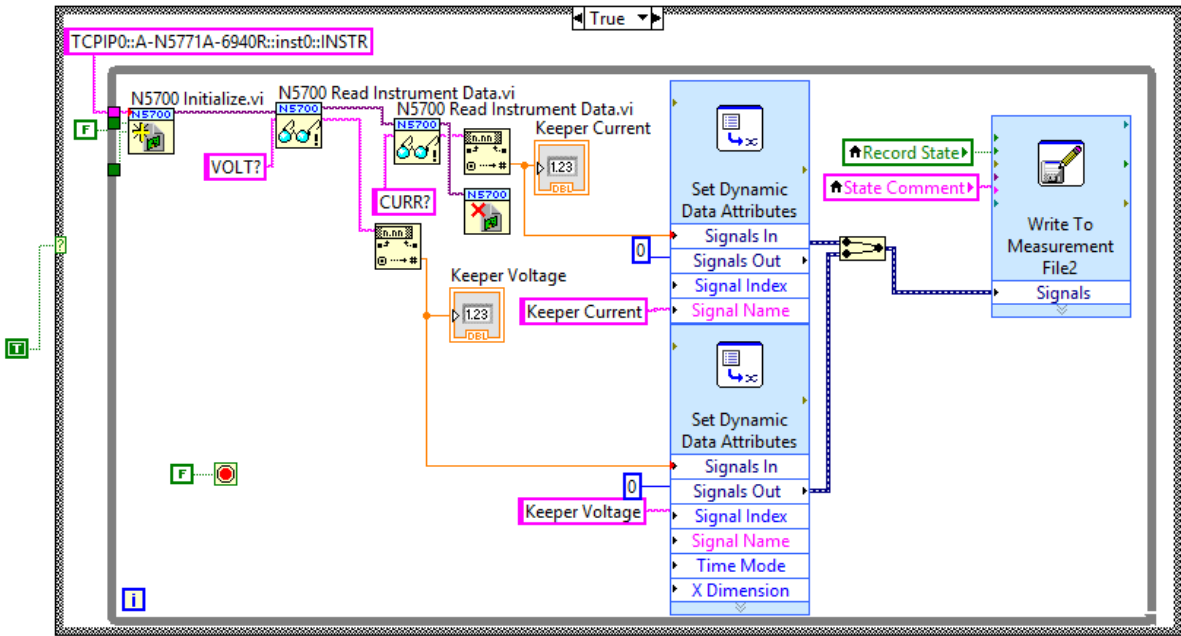 True
TCPIP0::A-N5771A-6940R::inst0::INSTR
N5700 Initialize.vi
N5700
N5700 Read Instrument Data.vi
N5700
N5700 Read Instrument Data.vi
N5700
F
VOLT?
CURR?
n.nn
#
N5700
Keeper Current
1.23
DBL
n.nn
#
Keeper Voltage
1.23
DBL
?
T
F
i
Set Dynamic
Data Attributes
Signals In
0
Signals Out
Signal Index
Keeper Current
Signal Name
Set Dynamic
Data Attributes
Signals In
0
Signals Out
Keeper Voltage
Signal Index
Signal Name
Time Mode
X Dimension
Record State
State Comment
Write To
Measurement
File2
Signals